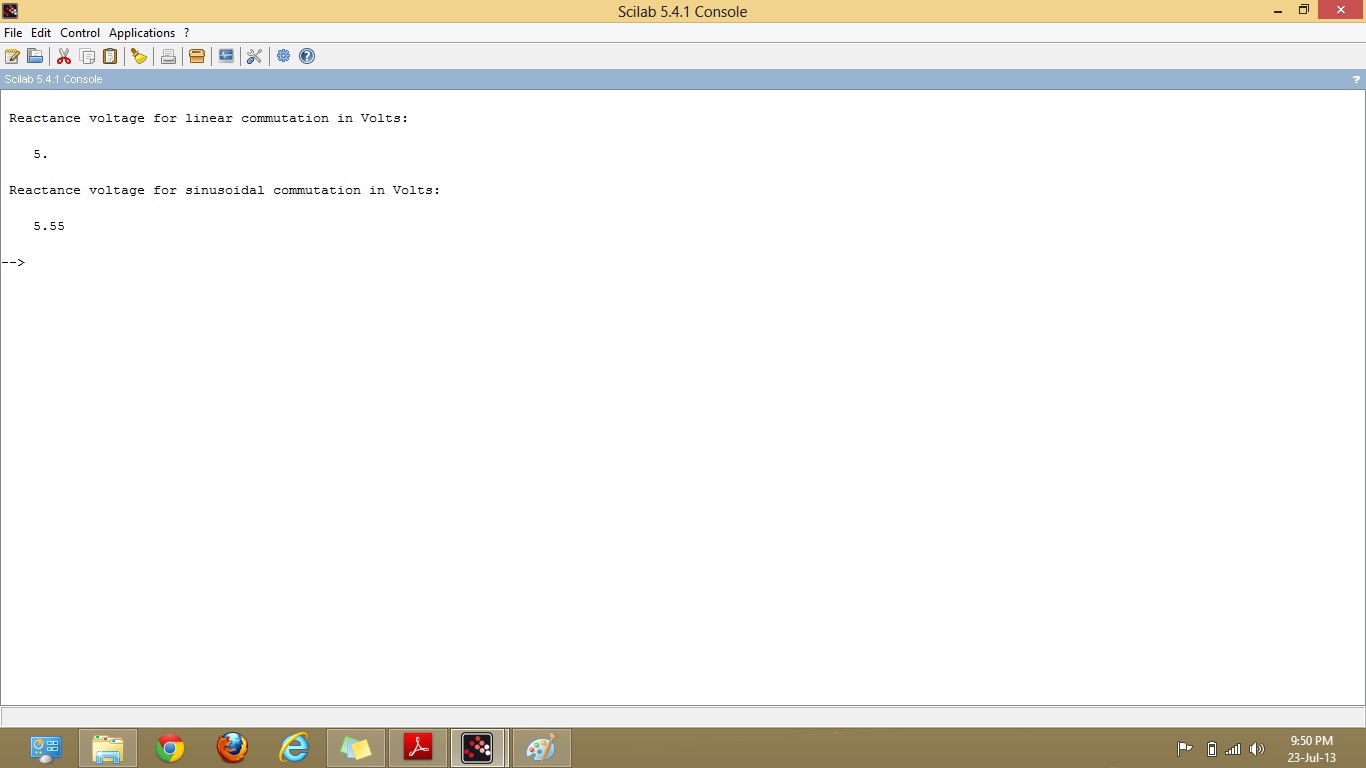 Scilab 5.4.1 Console
File Edit Control Applications ?
Scilab 5.4.1 Console ?
Reactance voltage for linear commutation in Volts:
5.
Reactance voltage for sinusoidal commutation in Volts:
5.55
-->
9:50 PM
23-Jul-13